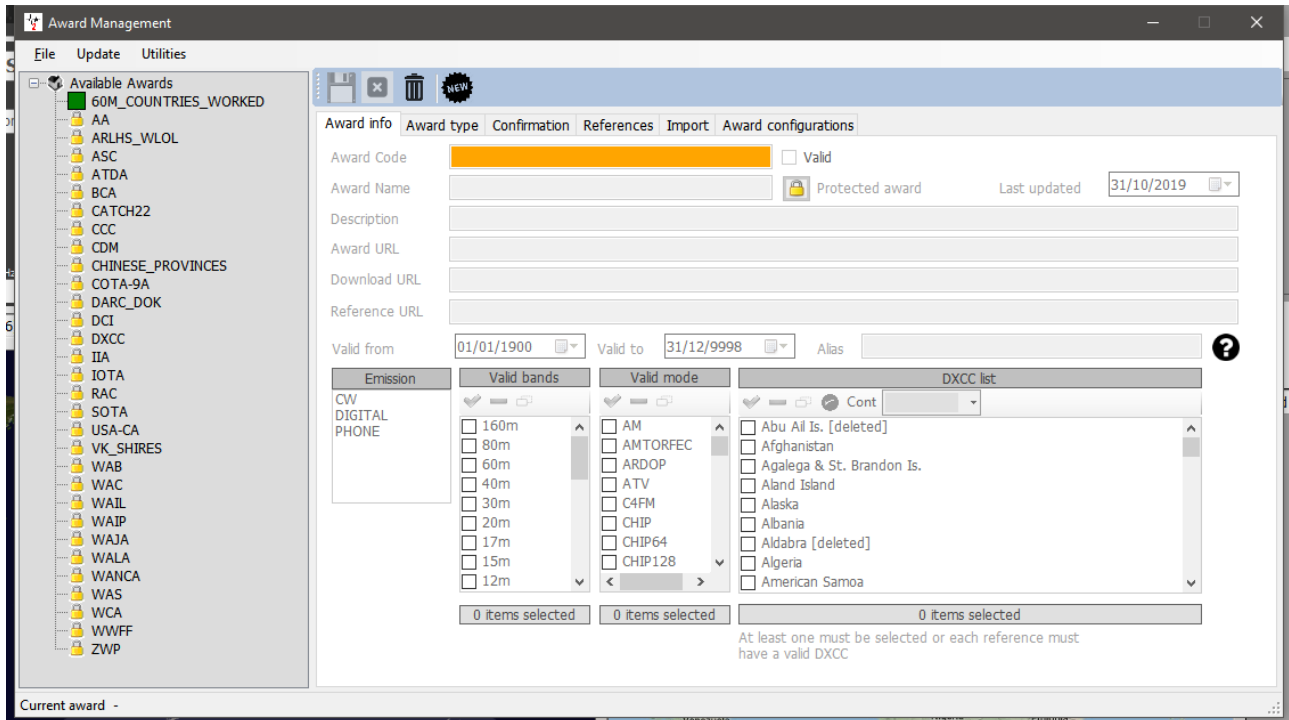 Award Management
File Update Utilities
Available Awards
60M_COUNTRIES_WORKED
AA
ARLHS_WLOL
ASC
ATDA
BCA
CATCH22
CCC
CDM
CHINESE_PROVINCES
COTA-9A
DARC_DOK
DCI
DXCC
IIA
IOTA
RAC
SOTA
USA-CA
VK_SHIRES
WAB
WAC
WAIL
WAIP
WAJA
WALA
WANCA
WAS
WCA
WWFF
ZWP
NEW
Award info Award type Confirmation References Import Award configurations
Award Code Valid
Award Name Protected award Last updated 31/10/2019
Description
Award URL
Download URL
Reference URL
Valid from 01/01/1900 Valid to 31/12/9998 Alias
Emission
CW
DIGITAL
PHONE
Valid bands
160m
80m
60m
40m
30m
20m
17m
15m
12m
0 items selected
Valid mode
AM
AMTORFEC
ARDOP
ATV
C4FM
CHIP
CHIP64
CHIP128
0 items selected
DXCC list
Cont
Abu Ail Is. [deleted]
Afghanistan
Agalega & St. Brandon Is.
Aland Island
Alaska
Albania
Aldabra [deleted]
Algeria
American Samoa
0 items selected
At least one must be selected or each reference must
have a valid DXCC
Current award -